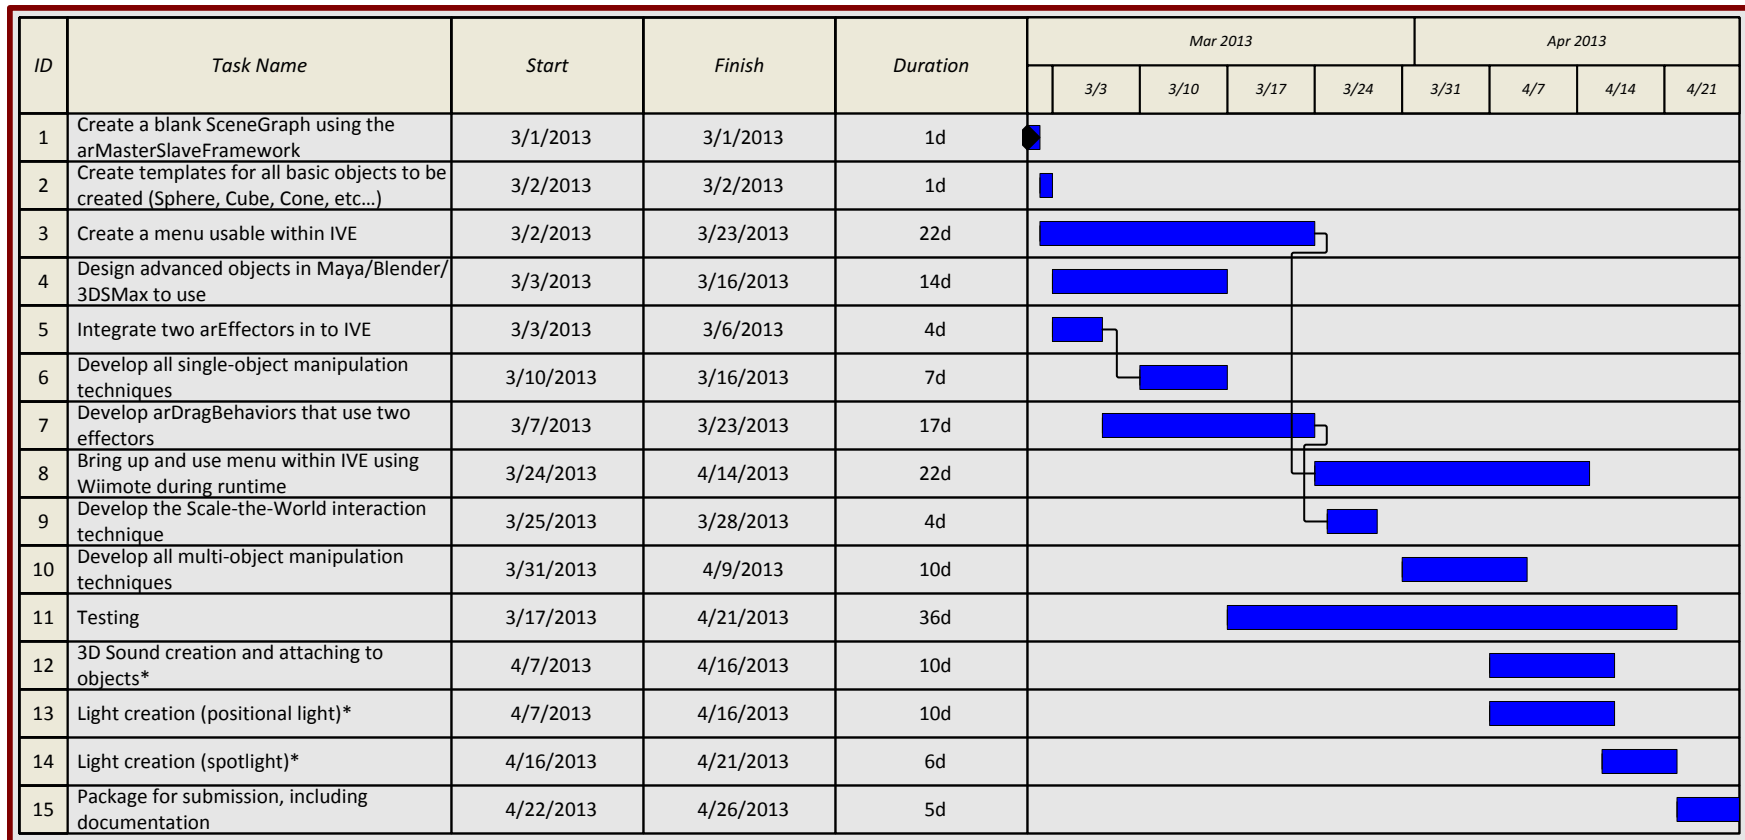 ID Task Name Start Finish Duration Mar 2013 Apr 2013
3/3 3/10 3/17 3/24 3/31 4/7 4/14 4/21
1 Create a blank SceneGraph using the
arMasterSlaveFramework 3/1/2013 3/1/2013 1d
2 Create templates for all basic objects to be
created (Sphere, Cube, Cone, etc...) 3/2/2013 3/2/2013 1d
3 Create a menu usable within IVE 3/2/2013 3/23/2013 22d
4 Design advanced objects in Maya/Blender/
3DSMax to use 3/3/2013 3/16/2013 14d
5 Integrate two arEffectors in to IVE 3/3/2013 3/6/2013 4d
6 Develop all single-object manipulation
techniques 3/10/2013 3/16/2013 7d
7 Develop arDragBehaviors that use two
effectors 3/7/2013 3/23/2013 17d
8 Bring up and use menu within IVE using
Wiimote during runtime 3/24/2013 4/14/2013 22d
9 Develop the Scale-the-World interaction
technique 3/25/2013 3/28/2013 4d
10 Develop all multi-object manipulation
techniques 3/31/2013 4/9/2013 10d
11 Testing 3/17/2013 4/21/2013 36d
12 3D Sound creation and attaching to
objects* 4/7/2013 4/16/2013 10d
13 Light creation (positional light)* 4/7/2013 4/16/2013 10d
14 Light creation (spotlight)* 4/16/2013 4/21/2013 6d
15 Package for submission, including
documentation 4/22/2013 4/26/2013 5d